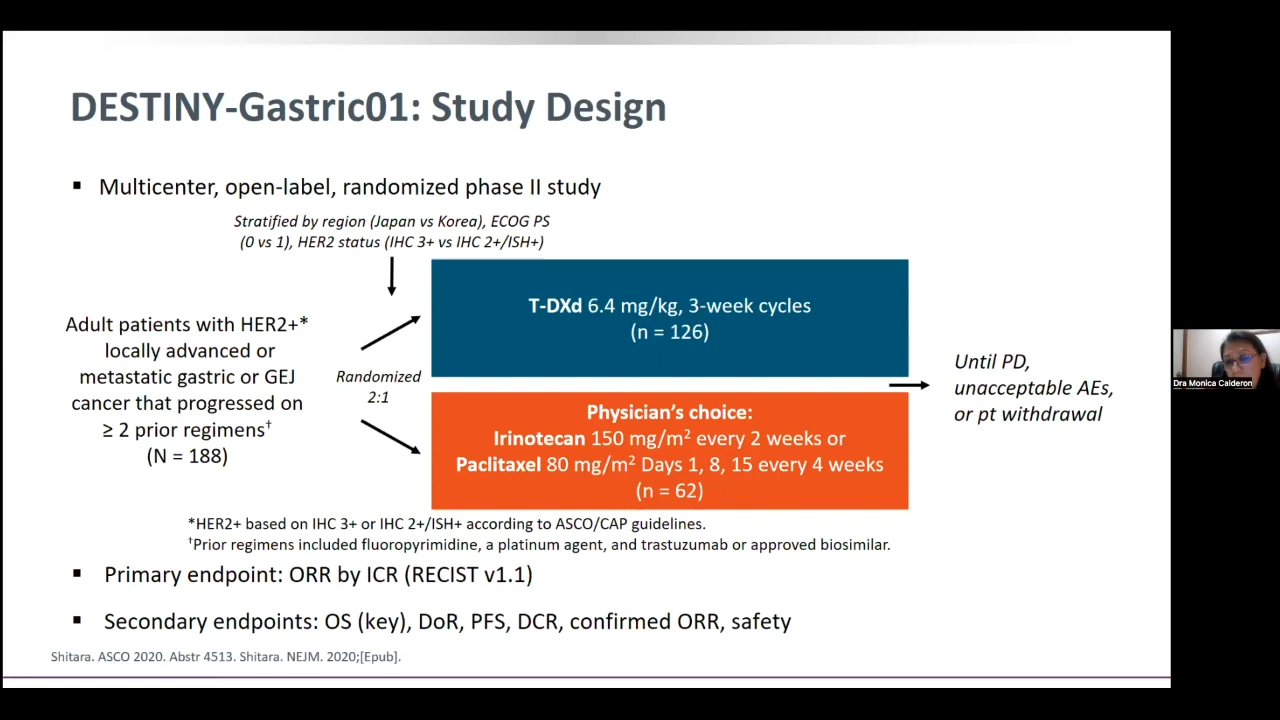 DESTINY-Gastric01: Study Design
▪ Multicenter, open-label, randomized phase II study
Stratified by region (Japan vs Korea), ECOG PS
(0 vs 1), HER2 status (IHC 3+ vs IHC 2+/ISH+)
Adult patients with HER2+*
locally advanced or
metastatic gastric or GEJ
cancer that progressed on
≥ 2 prior regimens†
(N = 188)
Randomized
2:1
T-DXd 6.4 mg/kg, 3-week cycles
(n = 126)
Physician's choice:
Irinotecan 150 mg/m² every 2 weeks or
Paclitaxel 80 mg/m² Days 1, 8, 15 every 4 weeks
(n = 62)
Until PD,
unacceptable AEs,
or pt withdrawal
Dra Monica Calderon
*HER2+ based on IHC 3+ or IHC 2+/ISH+ according to ASCO/CAP guidelines.
†Prior regimens included fluoropyrimidine, a platinum agent, and trastuzumab or approved biosimilar.
▪ Primary endpoint: ORR by ICR (RECIST v1.1)
▪ Secondary endpoints: OS (key), DoR, PFS, DCR, confirmed ORR, safety
Shitara. ASCO 2020. Abstr 4513. Shitara. NEJM. 2020;[Epub].